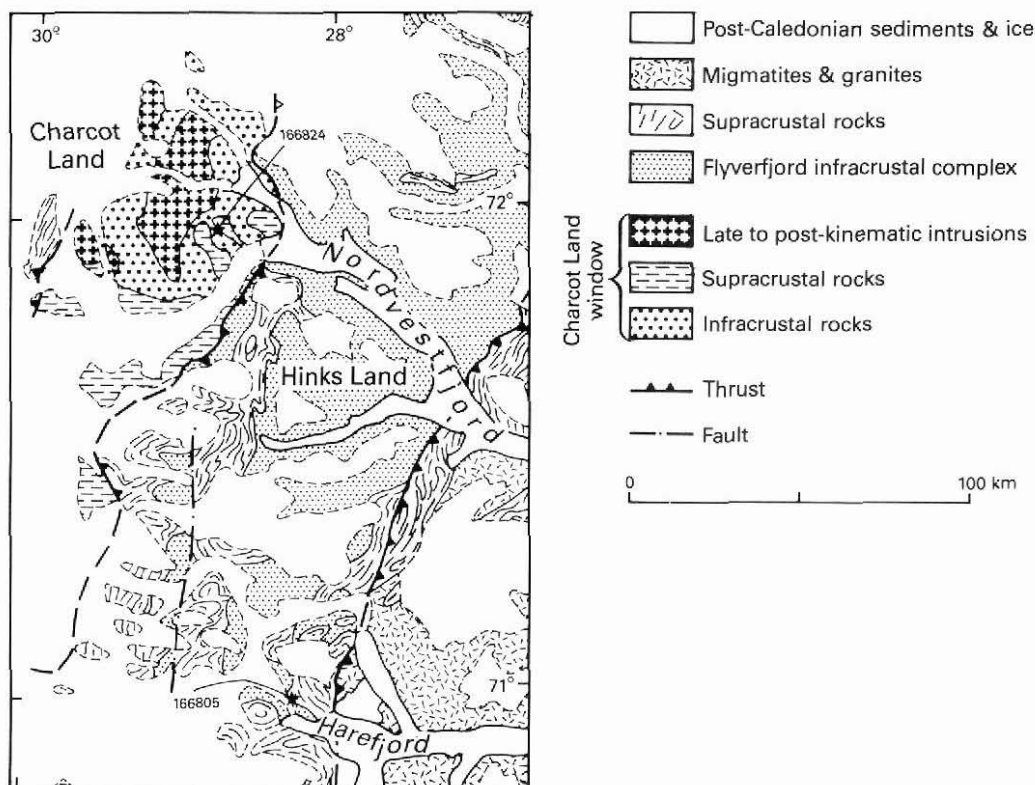 30°
28°
Charcot
Land
166824
72°
Nordvestfjord
Hinks Land
71°
166805
Harefjord
Post-Caledonian sediments & ice
Migmatites & granites
Supracrustal rocks
Flyverfjord infracrustal complex
Charcot Land
window
Late to post-kinematic intrusions
Supracrustal rocks
Infracrustal rocks
Thrust
Fault
0
100 km